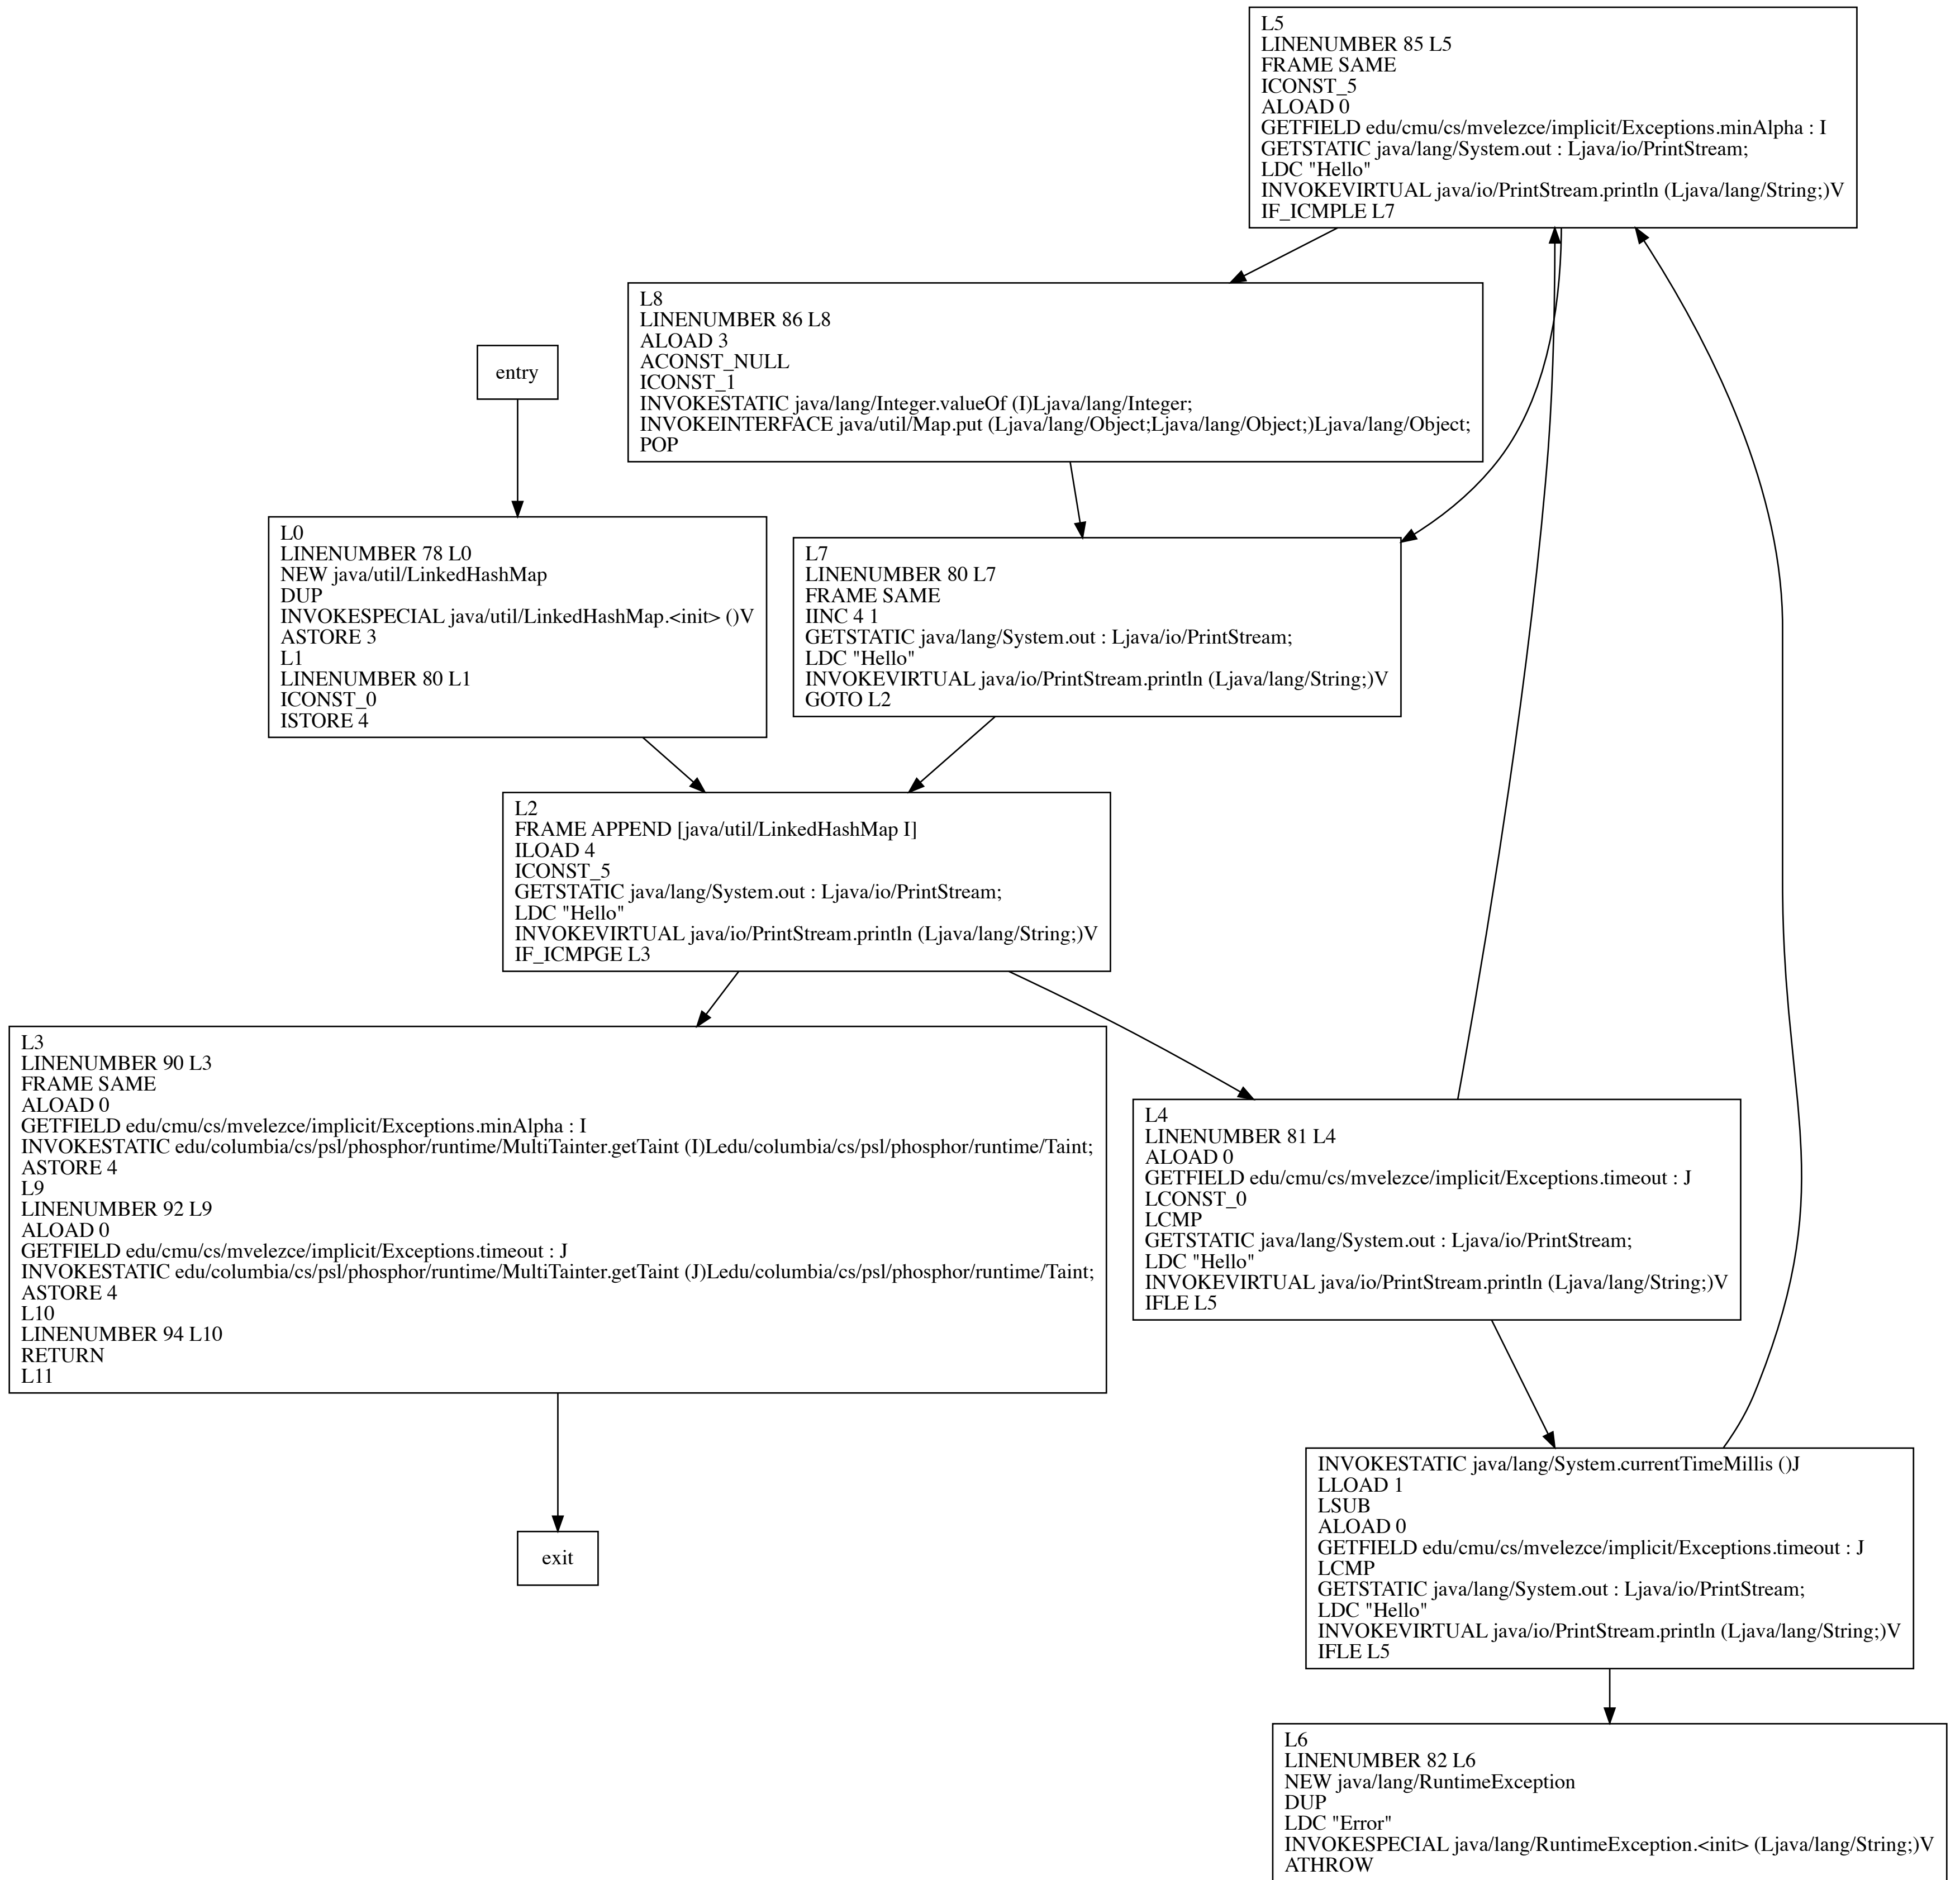 L5
LINENUMBER 85 L5
FRAME SAME
ICONST_5
ALOAD 0
GETFIELD edu/cmu/cs/mvelezce/implicit/Exceptions.minAlpha : I
GETSTATIC java/lang/System.out : Ljava/io/PrintStream;
LDC "Hello"
INVOKEVIRTUAL java/io/PrintStream.println (Ljava/lang/String;)V
IF_ICMPLE L7
L8
LINENUMBER 86 L8
ALOAD 3
ACONST_NULL
ICONST_1
INVOKESTATIC java/lang/Integer.valueOf (I)Ljava/lang/Integer;
INVOKEINTERFACE java/util/Map.put (Ljava/lang/Object;Ljava/lang/Object;)Ljava/lang/Object;
POP
entry
L0
LINENUMBER 78 L0
NEW java/util/LinkedHashMap
DUP
INVOKESPECIAL java/util/LinkedHashMap.<init> ()V
ASTORE 3
L1
LINENUMBER 80 L1
ICONST_0
ISTORE 4
L7
LINENUMBER 80 L7
FRAME SAME
IINC 4 1
GETSTATIC java/lang/System.out : Ljava/io/PrintStream;
LDC "Hello"
INVOKEVIRTUAL java/io/PrintStream.println (Ljava/lang/String;)V
GOTO L2
L2
FRAME APPEND [java/util/LinkedHashMap I]
ILOAD 4
ICONST_5
GETSTATIC java/lang/System.out : Ljava/io/PrintStream;
LDC "Hello"
INVOKEVIRTUAL java/io/PrintStream.println (Ljava/lang/String;)V
IF_ICMPGE L3
L3
LINENUMBER 90 L3
FRAME SAME
ALOAD 0
GETFIELD edu/cmu/cs/mvelezce/implicit/Exceptions.minAlpha : I
INVOKESTATIC edu/columbia/cs/psl/phosphor/runtime/MultiTainter.getTaint (I)Ledu/columbia/cs/psl/phosphor/runtime/Taint;
ASTORE 4
L9
LINENUMBER 92 L9
ALOAD 0
GETFIELD edu/cmu/cs/mvelezce/implicit/Exceptions.timeout : J
INVOKESTATIC edu/columbia/cs/psl/phosphor/runtime/MultiTainter.getTaint (J)Ledu/columbia/cs/psl/phosphor/runtime/Taint;
ASTORE 4
L10
LINENUMBER 94 L10
RETURN
L11
L4
LINENUMBER 81 L4
ALOAD 0
GETFIELD edu/cmu/cs/mvelezce/implicit/Exceptions.timeout : J
LCONST_0
LCMP
GETSTATIC java/lang/System.out : Ljava/io/PrintStream;
LDC "Hello"
INVOKEVIRTUAL java/io/PrintStream.println (Ljava/lang/String;)V
IFLE L5
exit
INVOKESTATIC java/lang/System.currentTimeMillis ()J
LLOAD 1
LSUB
ALOAD 0
GETFIELD edu/cmu/cs/mvelezce/implicit/Exceptions.timeout : J
LCMP
GETSTATIC java/lang/System.out : Ljava/io/PrintStream;
LDC "Hello"
INVOKEVIRTUAL java/io/PrintStream.println (Ljava/lang/String;)V
IFLE L5
L6
LINENUMBER 82 L6
NEW java/lang/RuntimeException
DUP
LDC "Error"
INVOKESPECIAL java/lang/RuntimeException.<init> (Ljava/lang/String;)V
ATHROW